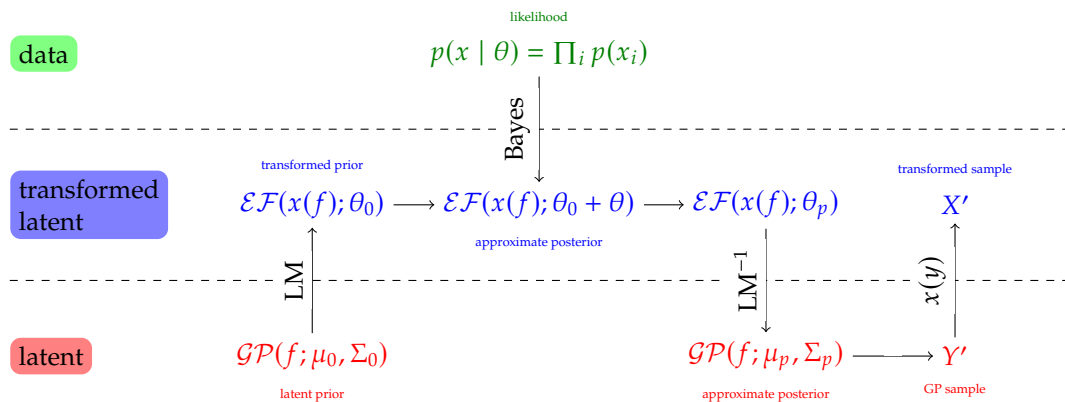 likelihood
data
p(x | θ) = ∏ᵢ p(xᵢ)
Bayes
transformed prior
transformed sample
transformed
latent
ℰℱ(x(f); θ₀)
ℰℱ(x(f); θ₀ + θ)
ℰℱ(x(f); θₚ)
X′
approximate posterior
LM
LM⁻¹
x(y)
latent
𝒢𝒫(f; μ₀, Σ₀)
𝒢𝒫(f; μₚ, Σₚ)
Y′
latent prior
approximate posterior
GP sample